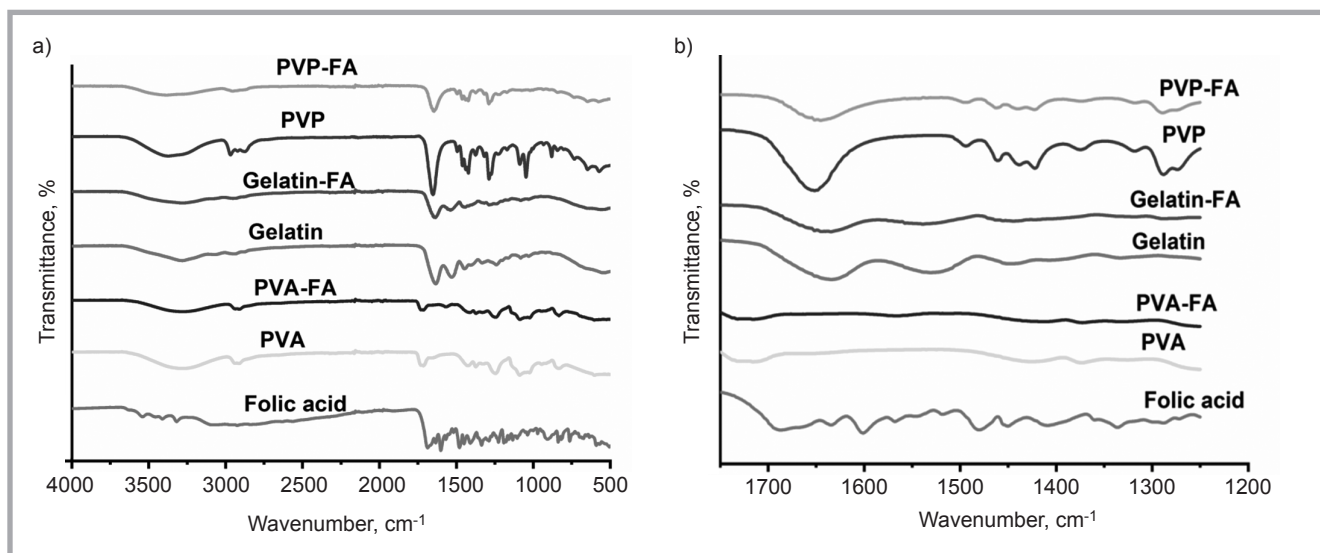 a)
PVP-FA
PVP
Gelatin-FA
Gelatin
PVA-FA
PVA
Folic acid
Transmittance, %
4000 3500 3000 2500 2000 1500 1000 500
Wavenumber, cm-1
b)
PVP-FA
PVP
Gelatin-FA
Gelatin
PVA-FA
PVA
Folic acid
Transmittance, %
1700 1600 1500 1400 1300 1200
Wavenumber, cm-1